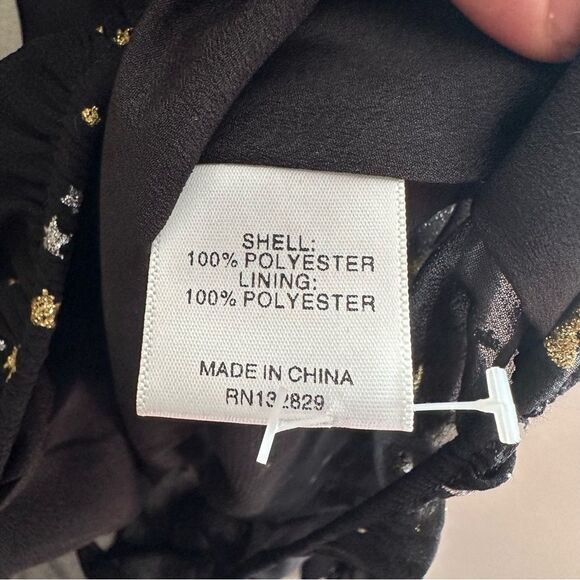 SHELL:
100% POLYESTER
LINING:
100% POLYESTER
MADE IN CHINA